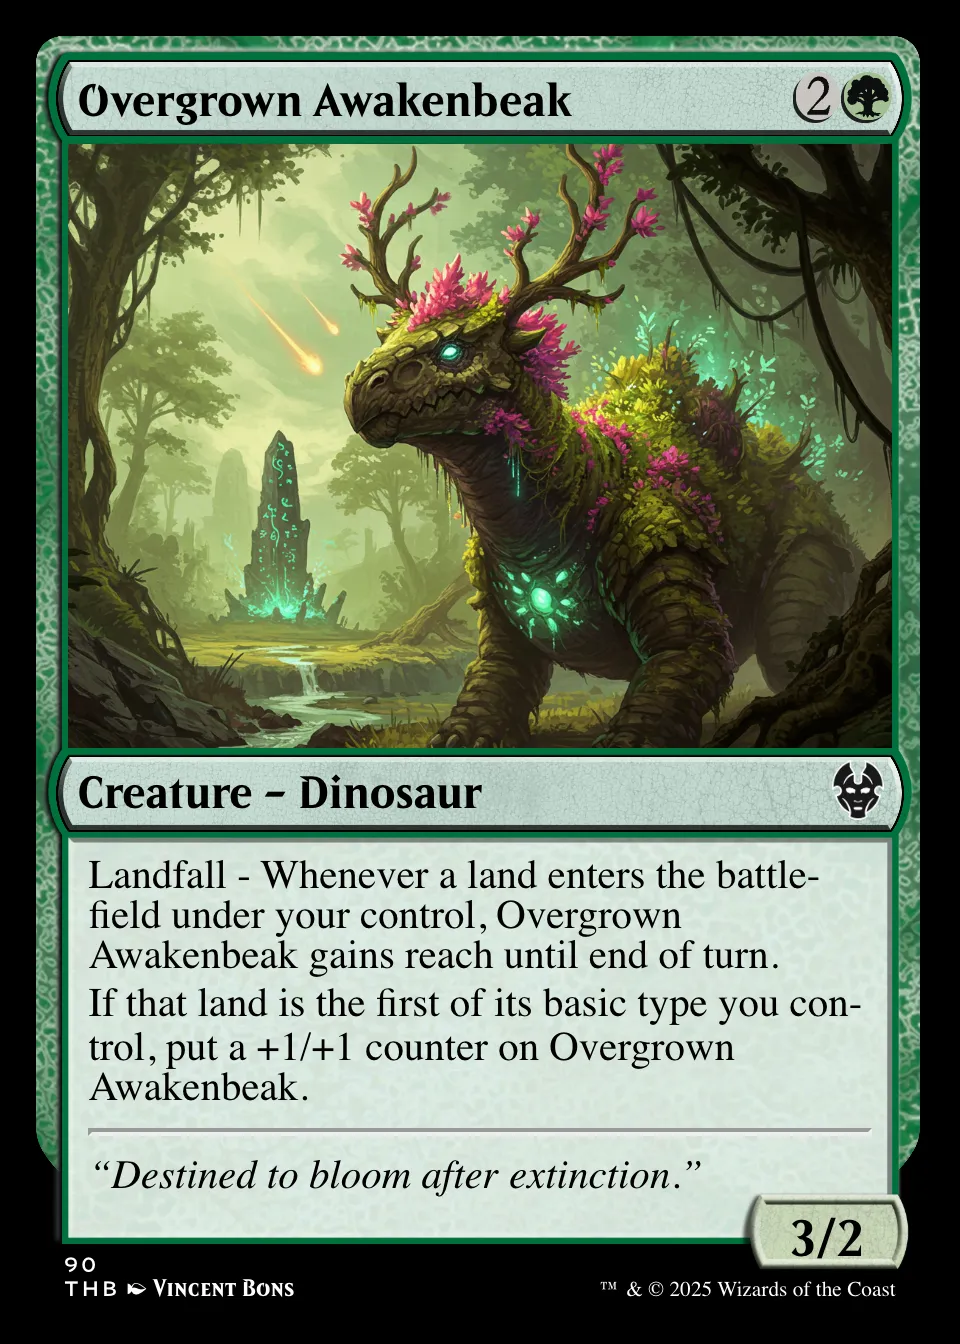 Overgrown Awakenbeak 2
Creature – Dinosaur
Landfall - Whenever a land enters the battle-
field under your control, Overgrown
Awakenbeak gains reach until end of turn.
If that land is the first of its basic type you con-
trol, put a +1/+1 counter on Overgrown
Awakenbeak.
“Destined to bloom after extinction.”
3/2
90
THB Vincent Bons
™ & © 2025 Wizards of the Coast